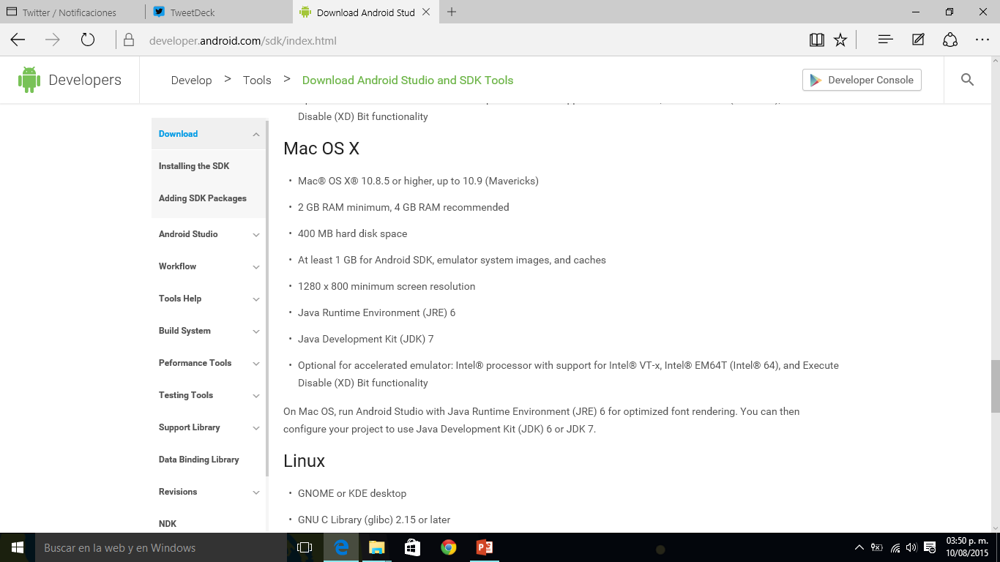 Twitter / Notificaciones
TweetDeck
Download Android Stud
developer.android.com/sdk/index.html
Developers
Develop > Tools > Download Android Studio and SDK Tools
Developer Console
Disable (XD) Bit functionality
Download
Installing the SDK
Adding SDK Packages
Android Studio
Workflow
Tools Help
Build System
Peformance Tools
Testing Tools
Support Library
Data Binding Library
Revisions
NDK
Mac OS X
• Mac® OS X® 10.8.5 or higher, up to 10.9 (Mavericks)
• 2 GB RAM minimum, 4 GB RAM recommended
• 400 MB hard disk space
• At least 1 GB for Android SDK, emulator system images, and caches
• 1280 x 800 minimum screen resolution
• Java Runtime Environment (JRE) 6
• Java Development Kit (JDK) 7
• Optional for accelerated emulator: Intel® processor with support for Intel® VT-x, Intel® EM64T (Intel® 64), and Execute
Disable (XD) Bit functionality
On Mac OS, run Android Studio with Java Runtime Environment (JRE) 6 for optimized font rendering. You can then
configure your project to use Java Development Kit (JDK) 6 or JDK 7.
Linux
• GNOME or KDE desktop
• GNU C Library (glibc) 2.15 or later
Buscar en la web y en Windows
03:50 p. m.
10/08/2015